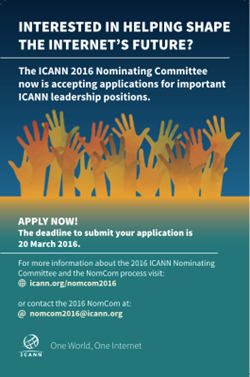 INTERESTED IN HELPING SHAPE
THE INTERNET'S FUTURE?
The ICANN 2016 Nominating Committee
now is accepting applications for important
ICANN leadership positions.
APPLY NOW!
The deadline to submit your application is
20 March 2016.
For more information about the 2016 ICANN Nominating
Committee and the NomCom process visit:
icann.org/nomcom2016
or contact the 2016 NomCom at:
@ nomcom2016@icann.org
ICANN
One World, One Internet